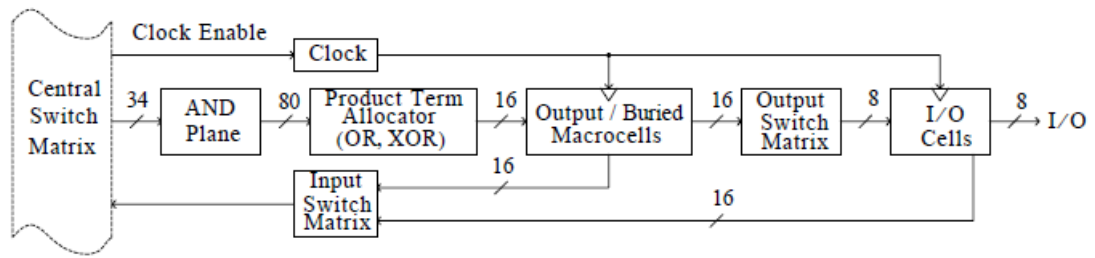 Clock Enable
Clock
Central
Switch
Matrix
34
AND
Plane
80
Product Term
Allocator
(OR, XOR)
16
Output / Buried
Macrocells
16
Output
Switch
Matrix
8
I/O
Cells
8
I/O
16
Input
Switch
Matrix
16